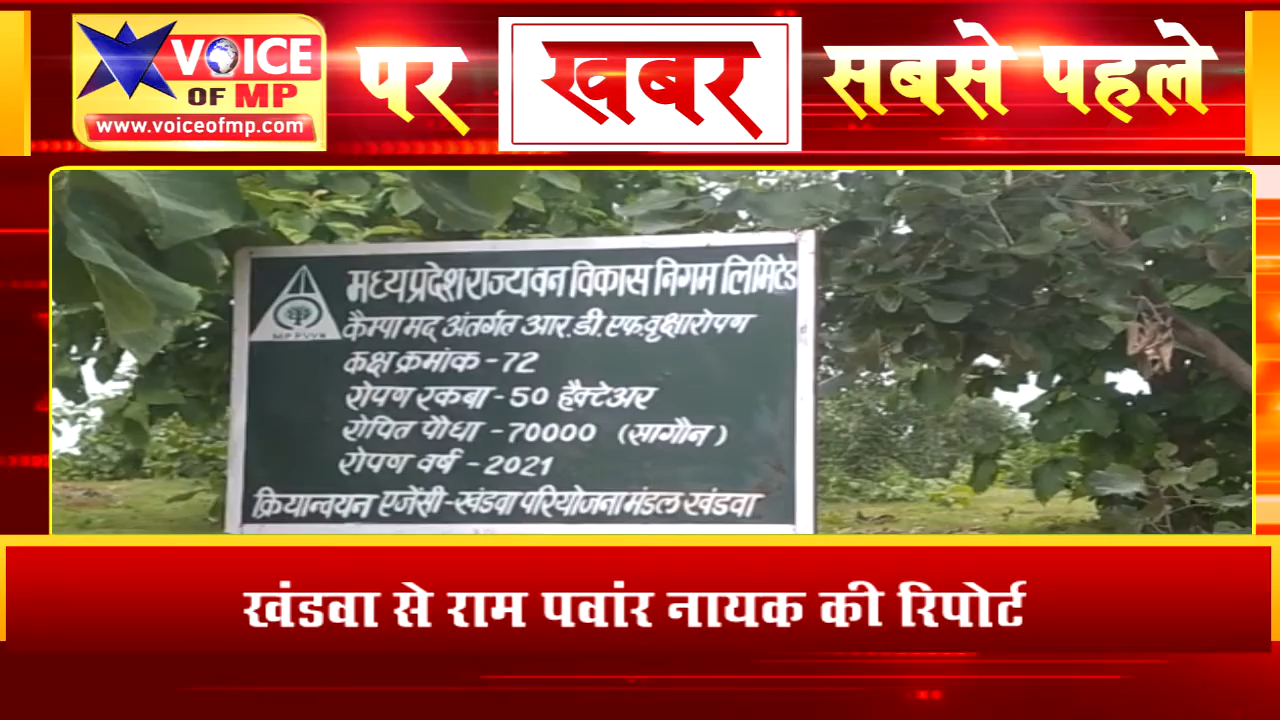 VOICE
OF MP
www.voiceofmp.com
पर खबर सबसे पहले
मध्यप्रदेश राज्य वन विकास निगम लिमिटेड
कैम्पा मद् अंतर्गत आर.डी.एफ.वृक्षारोपण
कक्ष क्रमांक - 72
रोपण रकबा - 50 हैक्टेअर
रोपित पौधा - 70000 (सागौन)
रोपण वर्ष - 2021
क्रियान्वयन एजेंसी - खंडवा परियोजना मंडल खंडवा
खंडवा से राम पवांर नायक की रिपोर्ट